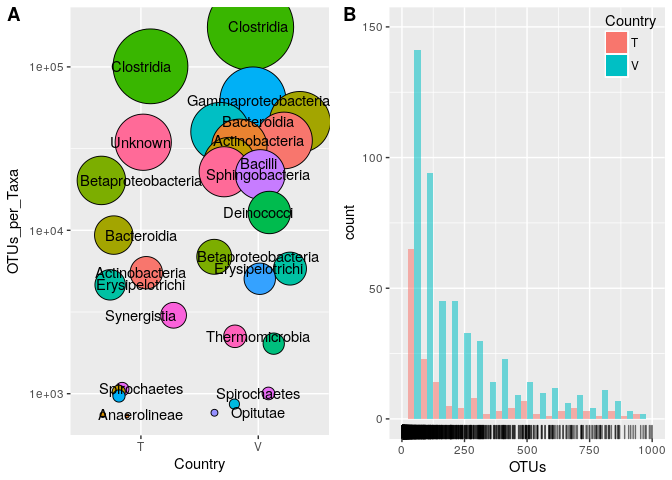 A
OTUs_per_Taxa
1e+05
1e+04
1e+03
Clostridia
Clostridia
Gammaproteobacteria
Bacteroidia
Actinobacteria
Unknown
Bacilli
Sphingobacteria
Betaproteobacteria
Deinococci
Bacteroidia
Betaproteobacteria
Erysipelotrichi
Actinobacteria
Erysipelotrichi
Synergistia
Thermomicrobia
Spirochaetes
Spirochaetes
Anaerolineae
Opitutae
T
V
Country
B
Country
T
V
count
150
100
50
0
0
250
500
750
1000
OTUs